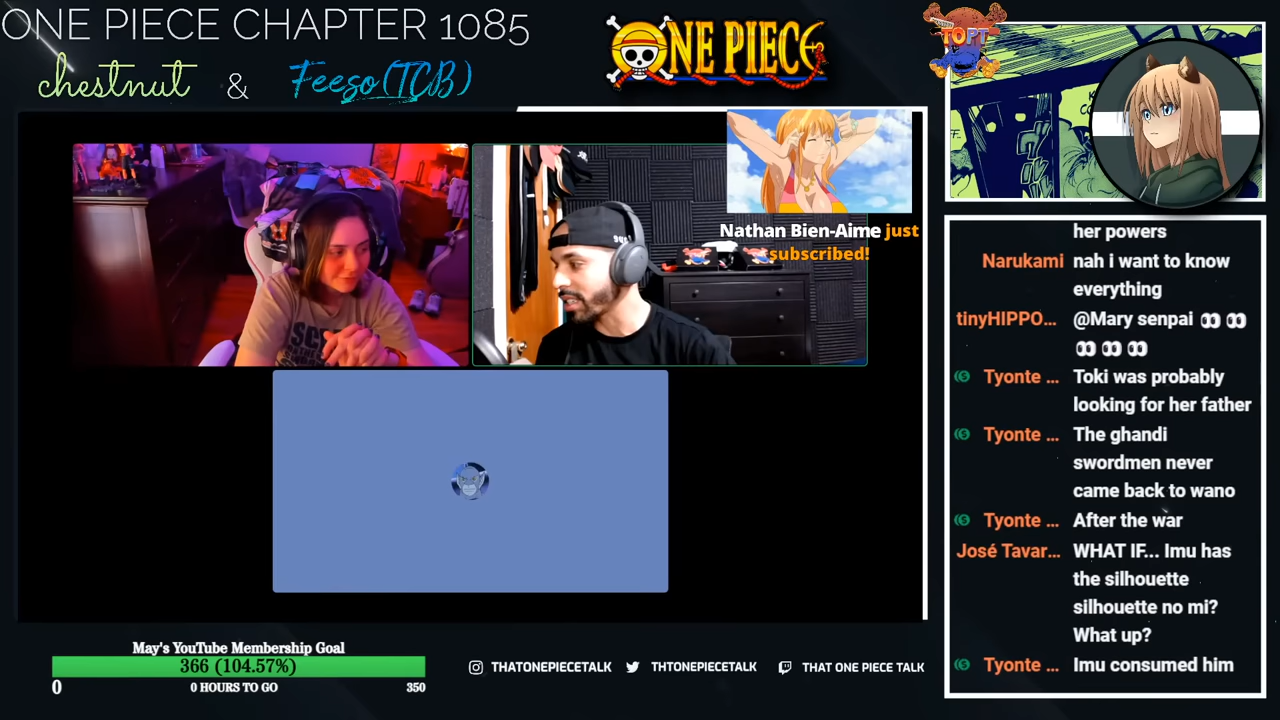 ONE PIECE CHAPTER 1085
chestnut & Feeso(TCB)
ONE PIECE
TOPT
Nathan Bien-Aime just
subscribed!
her powers
Narukami nah i want to know
everything
tinyHIPPO... @Mary senpai
Tyonte ... Toki was probably
looking for her father
Tyonte ... The ghandi
swordmen never
came back to wano
Tyonte ... After the war
José Tavar... WHAT IF... Imu has
the silhouette
silhouette no mi?
What up?
Tyonte ... Imu consumed him
May's YouTube Membership Goal
366 (104.57%)
0 0 HOURS TO GO 350
THATONEPIECETALK THTONEPIECETALK THAT ONE PIECE TALK